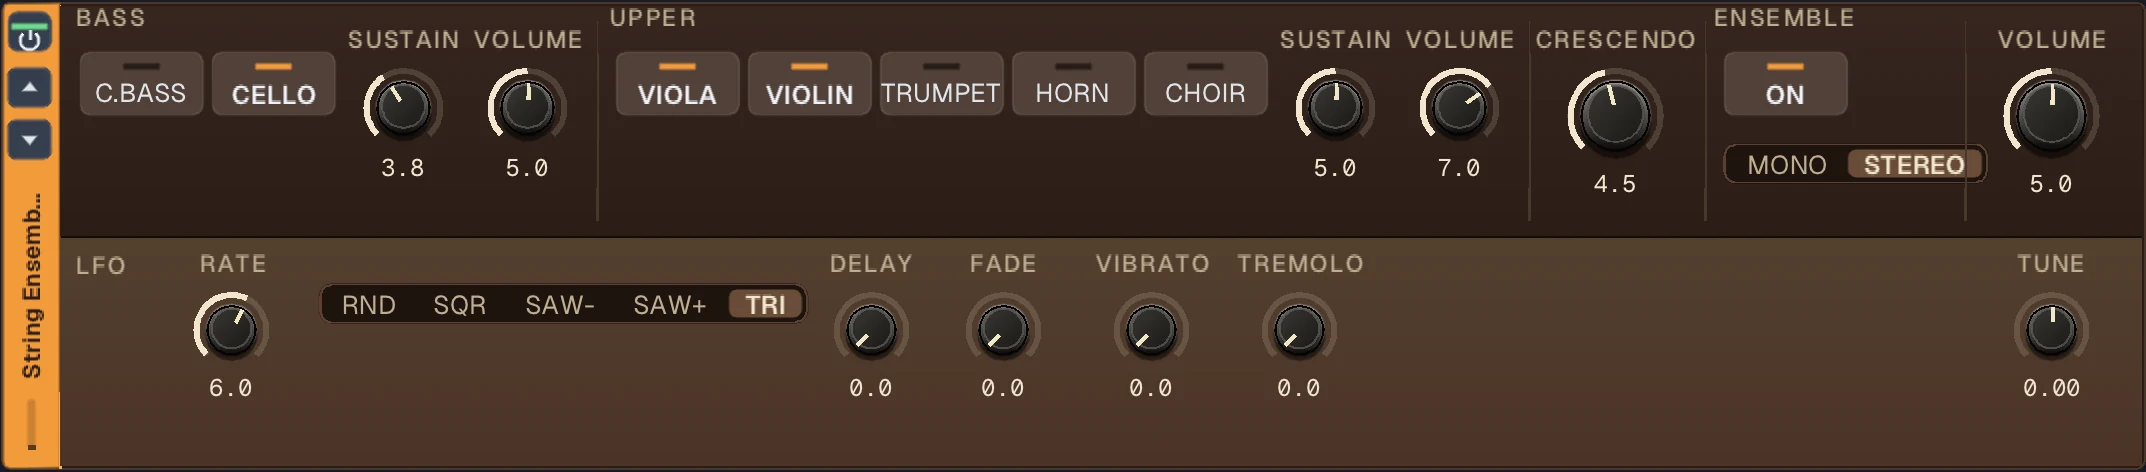 String Ensemb...
BASS
C.BASS
CELLO
SUSTAIN
3.8
VOLUME
5.0
UPPER
VIOLA
VIOLIN
TRUMPET
HORN
CHOIR
SUSTAIN
5.0
VOLUME
7.0
CRESCENDO
4.5
ENSEMBLE
ON
MONO STEREO
VOLUME
5.0
LFO
RATE
6.0
RND SQR SAW- SAW+ TRI
DELAY
0.0
FADE
0.0
VIBRATO
0.0
TREMOLO
0.0
TUNE
0.00